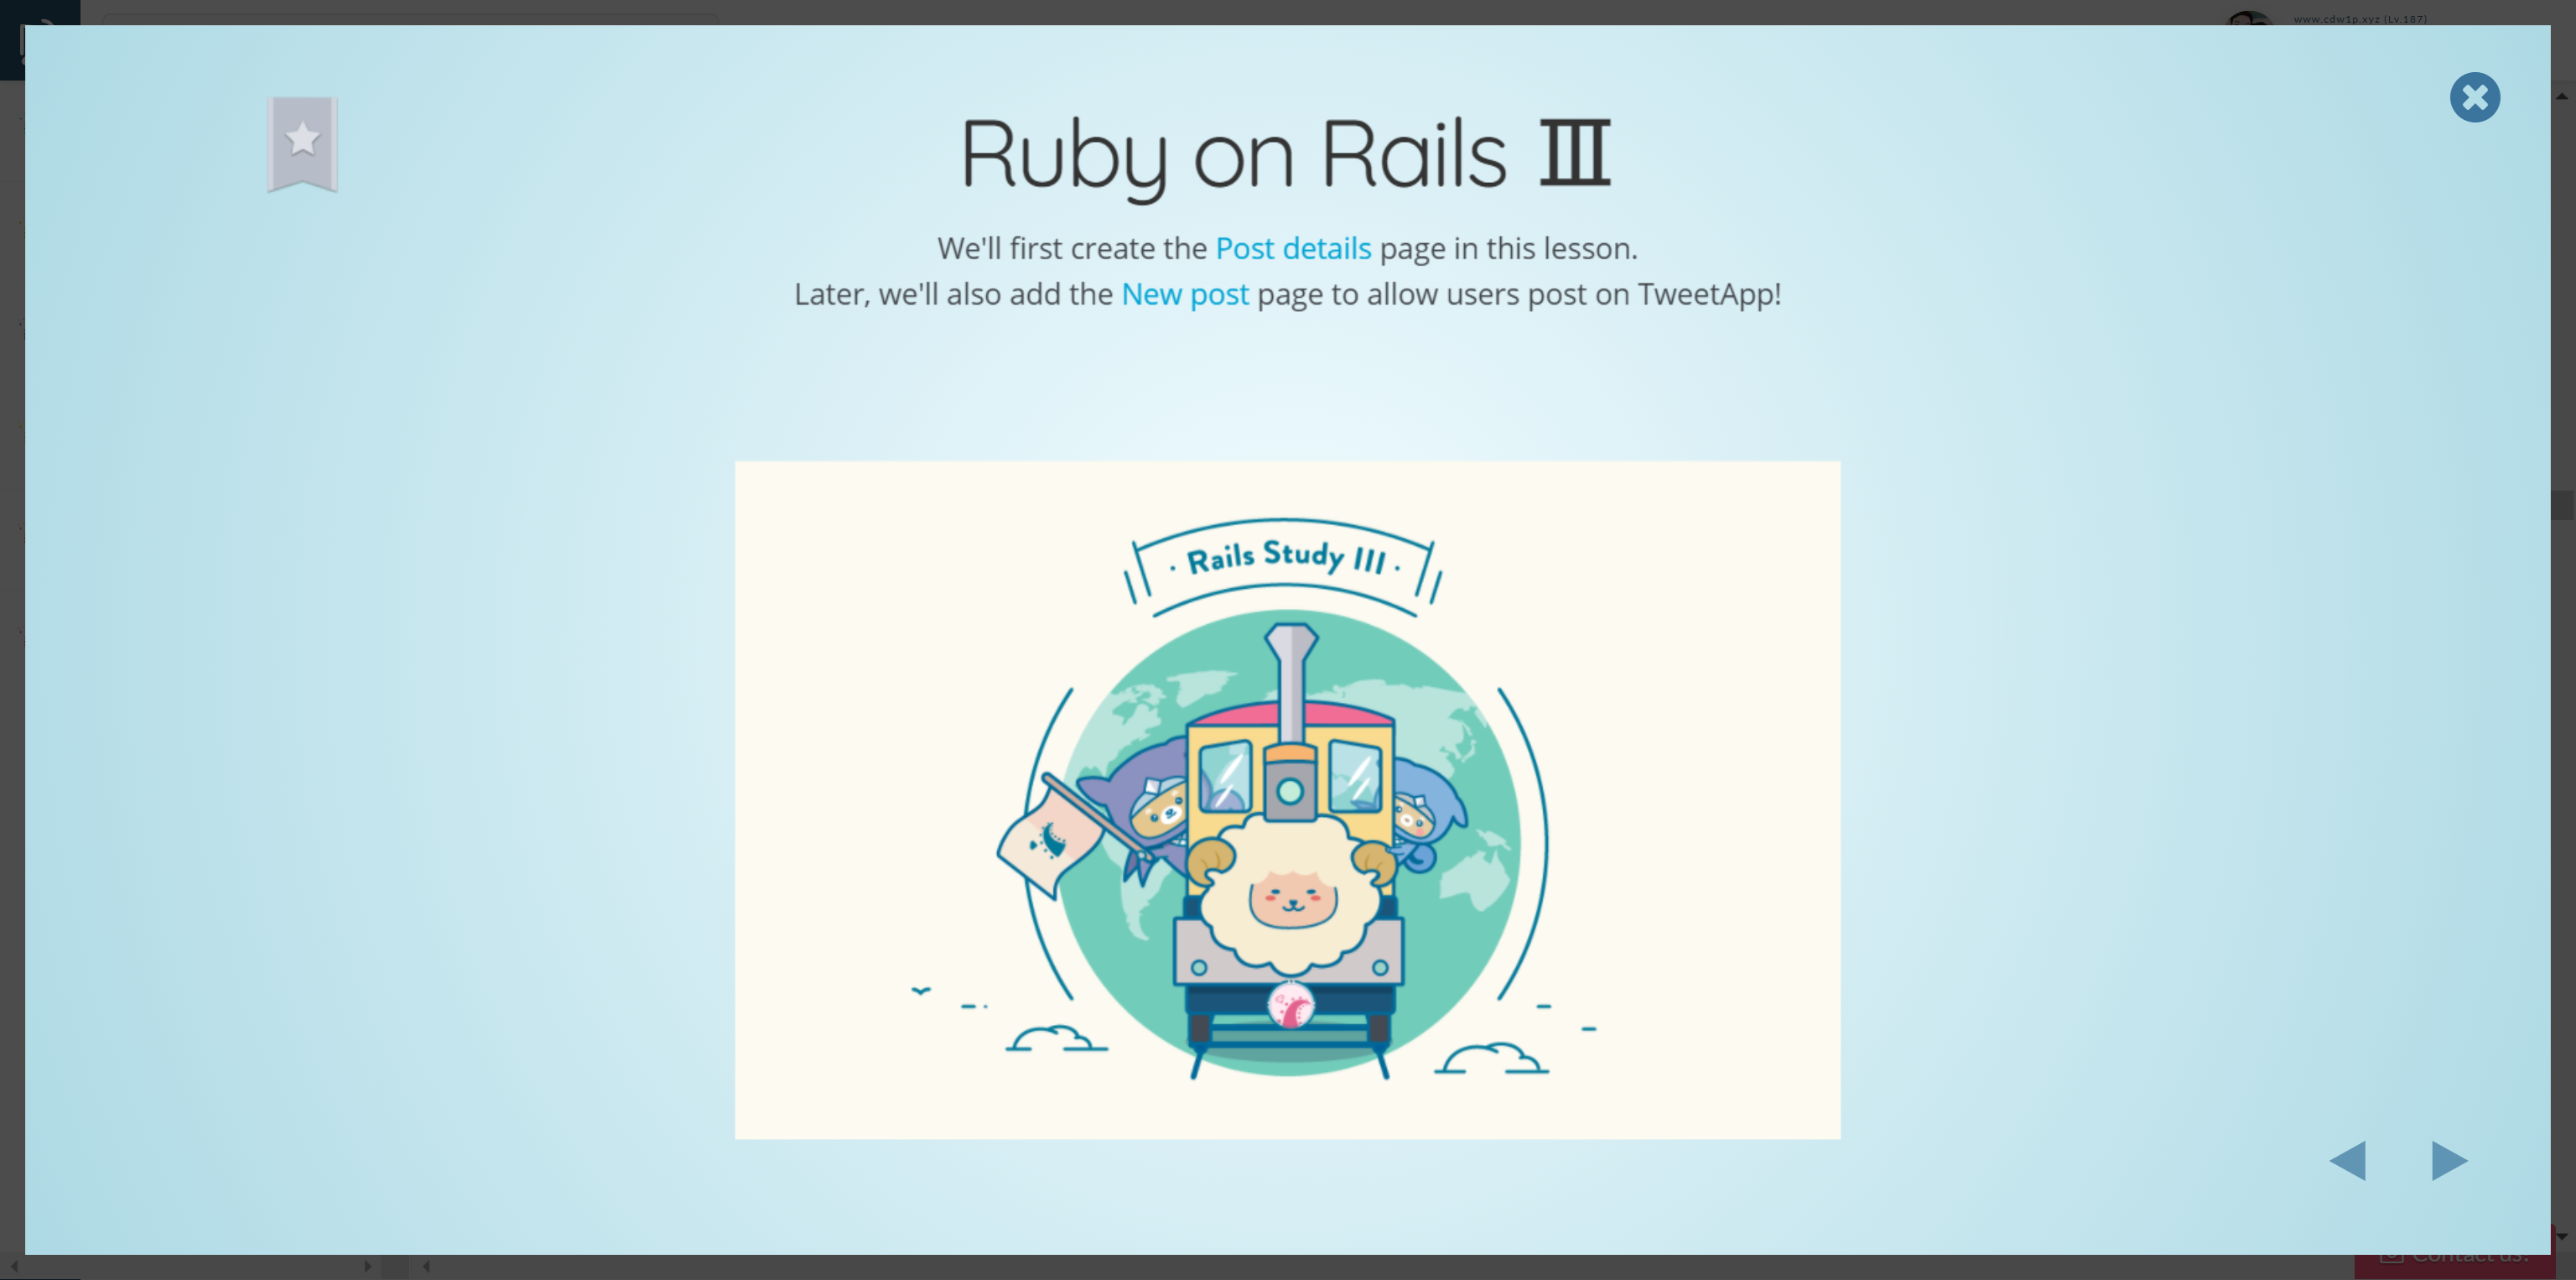 www.cdw1p.xyz (Lv.187)
Ruby on Rails III
We'll first create the Post details page in this lesson.
Later, we'll also add the New post page to allow users post on TweetApp!
· Rails Study III ·
Contact us!